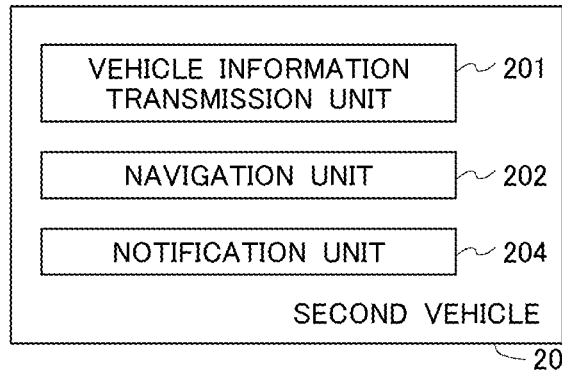 VEHICLE INFORMATION
TRANSMISSION UNIT
201
NAVIGATION UNIT
202
NOTIFICATION UNIT
204
SECOND VEHICLE
20